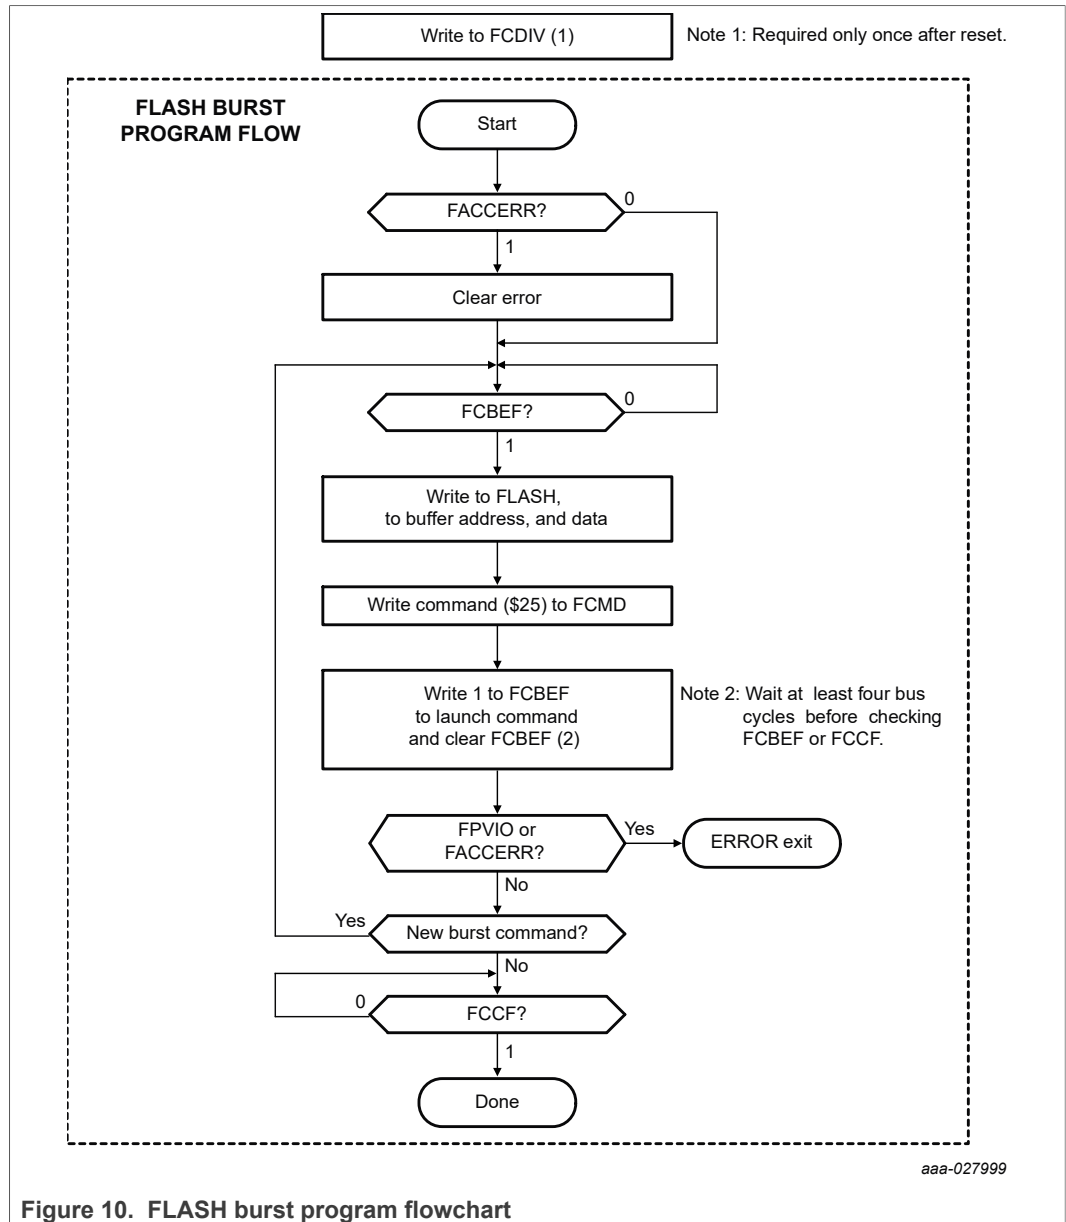 Write to FCDIV (1)
Note 1: Required only once after reset.
FLASH BURST
PROGRAM FLOW
Start
FACCERR?
0
1
Clear error
FCBEF?
0
1
Write to FLASH,
to buffer address, and data
Write command ($25) to FCMD
Write 1 to FCBEF
to launch command
and clear FCBEF (2)
Note 2: Wait at least four bus
cycles before checking
FCBEF or FCCF.
FPVIO or
FACCERR?
Yes
ERROR exit
No
Yes
New burst command?
No
0
FCCF?
1
Done
aaa-027999
Figure 10. FLASH burst program flowchart